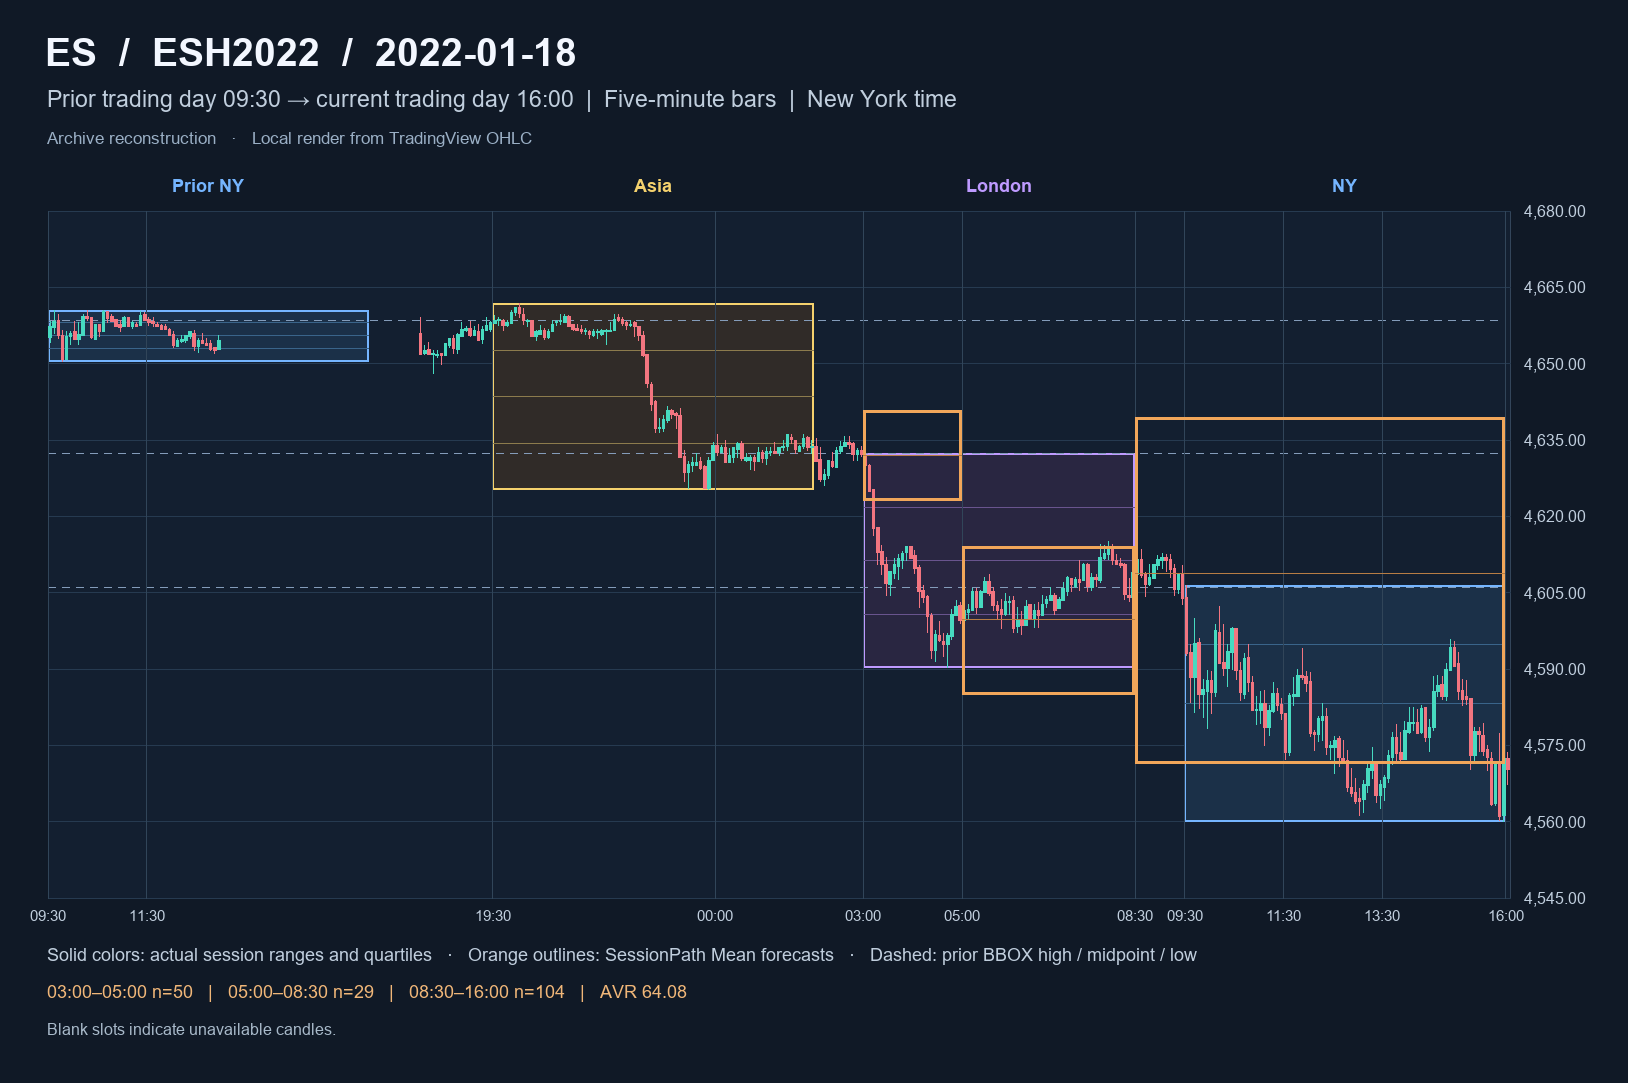 ES / ESH2022 / 2022-01-18
Prior trading day 09:30 → current trading day 16:00 | Five-minute bars | New York time
Archive reconstruction · Local render from TradingView OHLC
Prior NY Asia London NY
4,680.00
4,665.00
4,650.00
4,635.00
4,620.00
4,605.00
4,590.00
4,575.00
4,560.00
4,545.00
09:30 11:30 19:30 00:00 03:00 05:00 08:30 09:30 11:30 13:30 16:00
Solid colors: actual session ranges and quartiles · Orange outlines: SessionPath Mean forecasts · Dashed: prior BBOX high / midpoint / low
03:00–05:00 n=50 | 05:00–08:30 n=29 | 08:30–16:00 n=104 | AVR 64.08
Blank slots indicate unavailable candles.